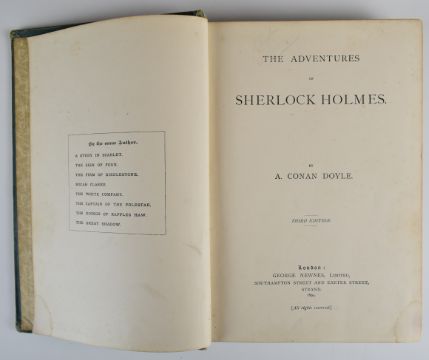 By the same Author.
A STUDY IN SCARLET.
THE SIGN OF FOUR.
THE FIRM OF GIRDLESTONE.
MICAH CLARKE.
THE WHITE COMPANY.
THE CAPTAIN OF THE POLESTAR.
THE DOINGS OF RAFFLES HAW.
THE GREAT SHADOW.
THE ADVENTURES
OF
SHERLOCK HOLMES.
BY
A. CONAN DOYLE.
THIRD EDITION.
London:
GEORGE NEWNES, LIMITED,
SOUTHAMPTON STREET AND EXETER STREET,
STRAND.
[All rights reserved]